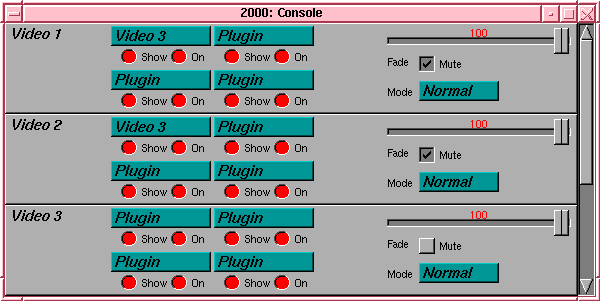 2000: Console
Video 1 Video 3 Plugin 100
Show On Show On Fade Mute
Plugin Plugin Mode Normal
Show On Show On
Video 2 Video 3 Plugin 100
Show On Show On Fade Mute
Plugin Plugin Mode Normal
Show On Show On
Video 3 Plugin Plugin 100
Show On Show On Fade Mute
Plugin Plugin Mode Normal
Show On Show On